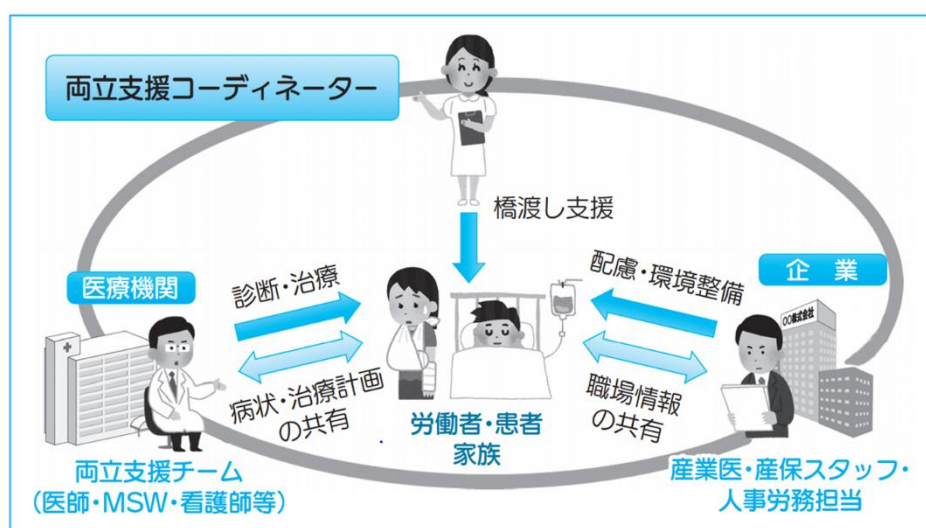 両立支援コーディネーター
橋渡し支援
医療機関
診断・治療
配慮・環境整備
企　業
○○株式会社
病状・治療計画
の共有
労働者・患者
家族
職場情報
の共有
両立支援チーム
（医師・MSW・看護師等）
産業医・産保スタッフ・
人事労務担当